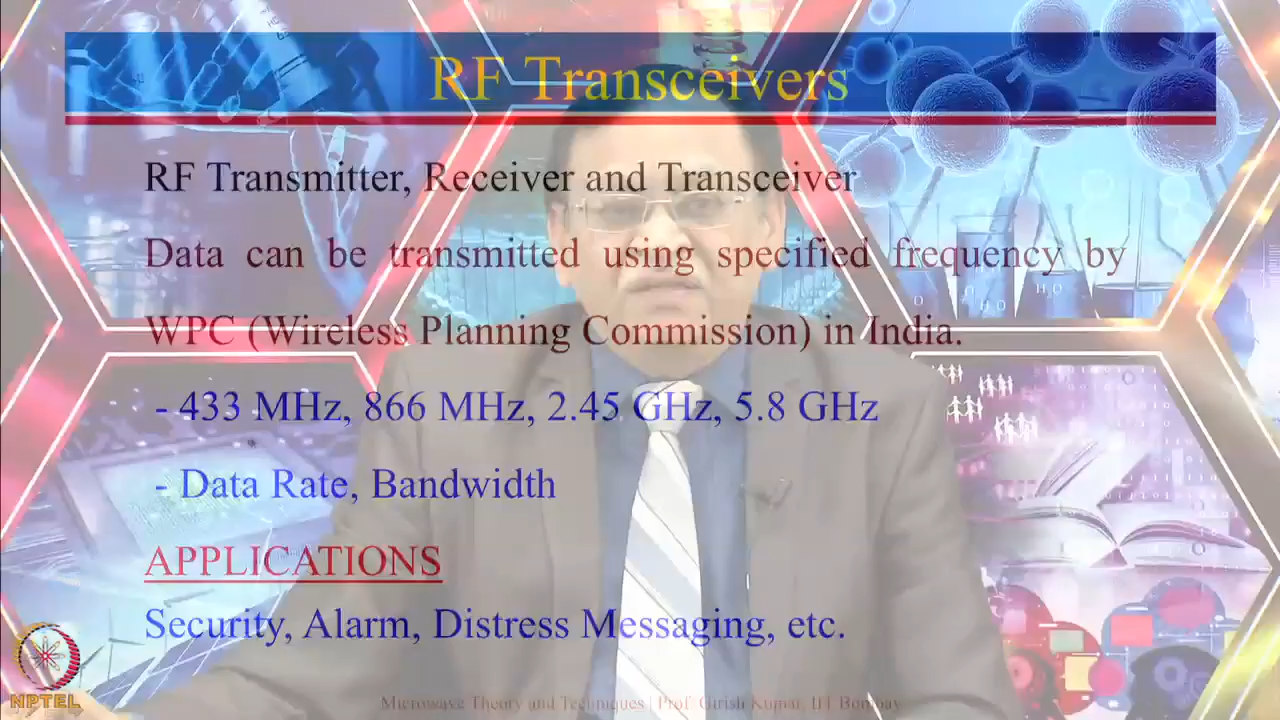 RF Transceivers
RF Transmitter, Receiver and Transceiver
Data can be transmitted using specified frequency by
WPC (Wireless Planning Commission) in India.
- 433 MHz, 866 MHz, 2.45 GHz, 5.8 GHz
- Data Rate, Bandwidth
APPLICATIONS
Security, Alarm, Distress Messaging, etc.
NPTEL
Microwave Theory and Techniques | Prof. Girish Kumar, IIT Bombay